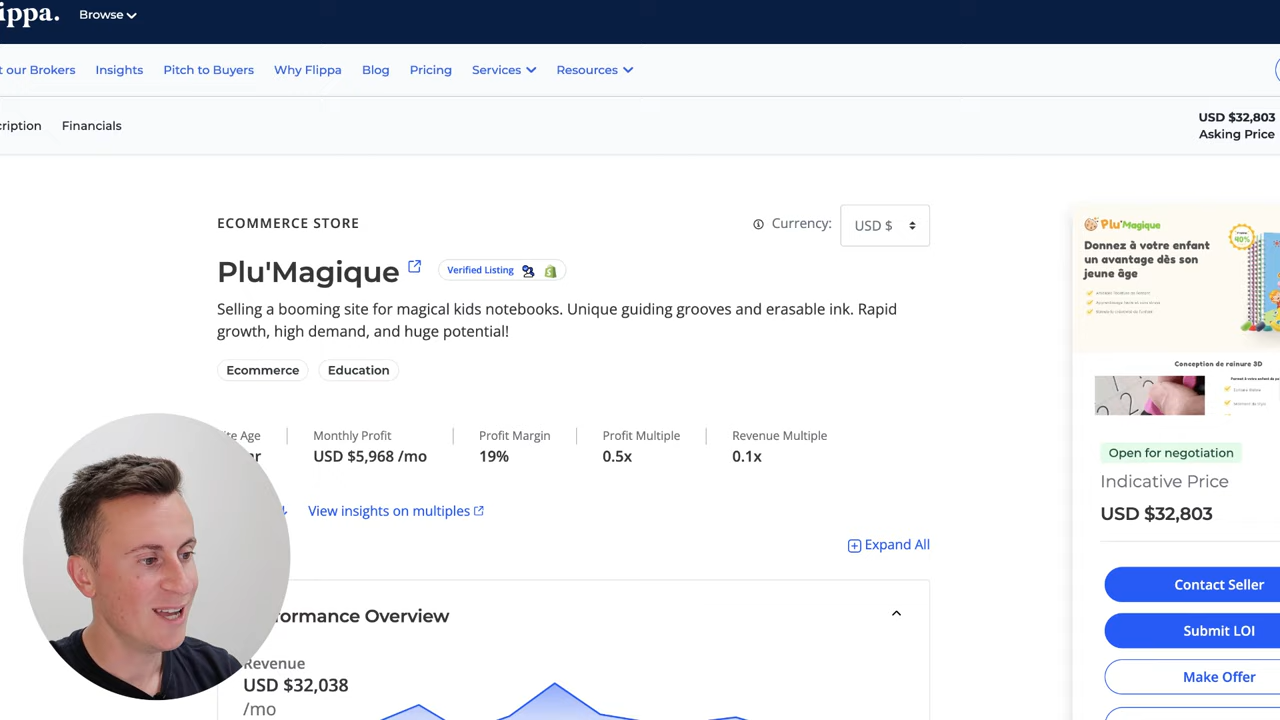 ippa.
Browse
t our Brokers
Insights
Pitch to Buyers
Why Flippa
Blog
Pricing
Services
Resources
cription
Financials
USD $32,803
Asking Price
ECOMMERCE STORE
Currency:
USD $
Plu'Magique
Verified Listing
Selling a booming site for magical kids notebooks. Unique guiding grooves and erasable ink. Rapid
growth, high demand, and huge potential!
Ecommerce
Education
te Age
Monthly Profit
Profit Margin
Profit Multiple
Revenue Multiple
ar
USD $5,968 /mo
19%
0.5x
0.1x
View insights on multiples
Expand All
formance Overview
Revenue
USD $32,038
/mo
Plu'Magique
Donnez à votre enfant
un avantage dès son
jeune âge
40%
Conception de rainure 3D
Open for negotiation
Indicative Price
USD $32,803
Contact Seller
Submit LOI
Make Offer